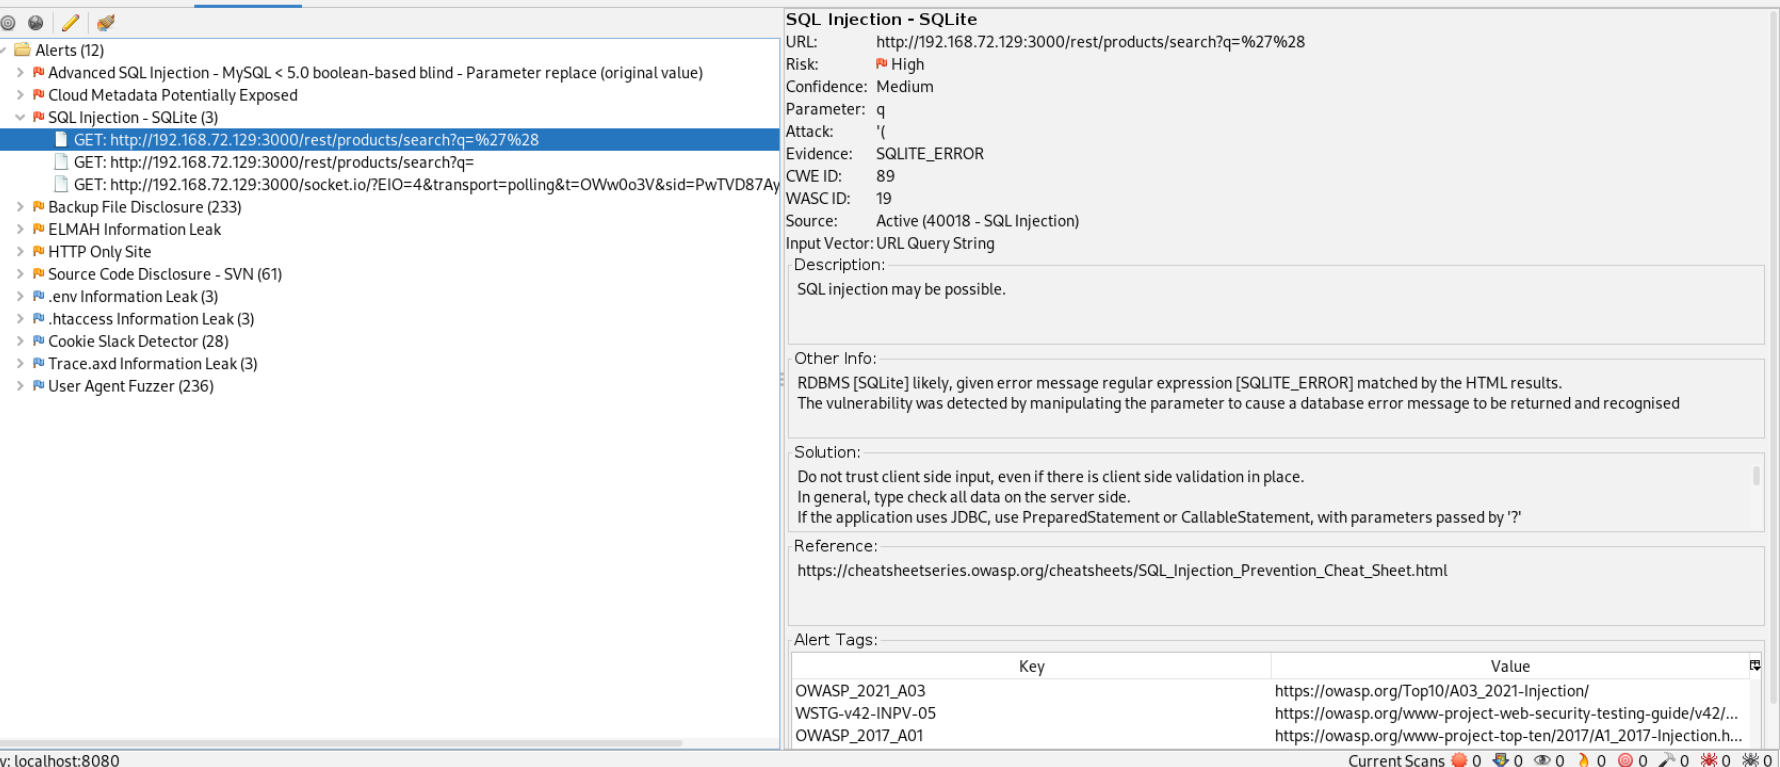 Alerts (12)
Advanced SQL Injection - MySQL < 5.0 boolean-based blind - Parameter replace (original value)
Cloud Metadata Potentially Exposed
SQL Injection - SQLite (3)
GET: http://192.168.72.129:3000/rest/products/search?q=%27%28
GET: http://192.168.72.129:3000/rest/products/search?q=
GET: http://192.168.72.129:3000/socket.io/?EIO=4&transport=polling&t=OWw0o3V&sid=PwTVD87Ay
Backup File Disclosure (233)
ELMAH Information Leak
HTTP Only Site
Source Code Disclosure - SVN (61)
.env Information Leak (3)
.htaccess Information Leak (3)
Cookie Slack Detector (28)
Trace.axd Information Leak (3)
User Agent Fuzzer (236)
SQL Injection - SQLite
URL: http://192.168.72.129:3000/rest/products/search?q=%27%28
Risk: High
Confidence: Medium
Parameter: q
Attack: '(
Evidence: SQLITE_ERROR
CWE ID: 89
WASC ID: 19
Source: Active (40018 - SQL Injection)
Input Vector: URL Query String
Description:
SQL injection may be possible.
Other Info:
RDBMS [SQLite] likely, given error message regular expression [SQLITE_ERROR] matched by the HTML results.
The vulnerability was detected by manipulating the parameter to cause a database error message to be returned and recognised
Solution:
Do not trust client side input, even if there is client side validation in place.
In general, type check all data on the server side.
If the application uses JDBC, use PreparedStatement or CallableStatement, with parameters passed by '?'
Reference:
https://cheatsheetseries.owasp.org/cheatsheets/SQL_Injection_Prevention_Cheat_Sheet.html
Alert Tags:
Key Value
OWASP_2021_A03 https://owasp.org/Top10/A03_2021-Injection/
WSTG-v42-INPV-05 https://owasp.org/www-project-web-security-testing-guide/v42/...
OWASP_2017_A01 https://owasp.org/www-project-top-ten/2017/A1_2017-Injection.h...
y: localhost:8080
Current Scans 0 0 0 0 0 0 0 0